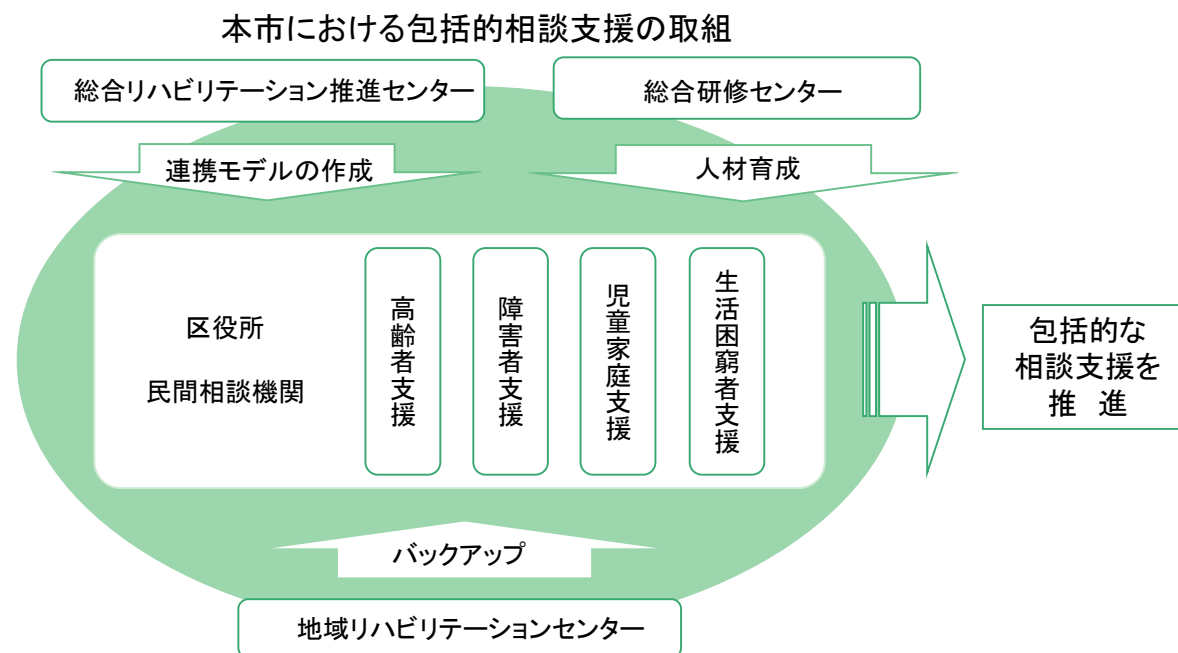 本市における包括的相談支援の取組
総合リハビリテーション推進センター
総合研修センター
連携モデルの作成
人材育成
区役所
民間相談機関
高齢者支援
障害者支援
児童家庭支援
生活困窮者支援
包括的な
相談支援を
推　進
バックアップ
地域リハビリテーションセンター